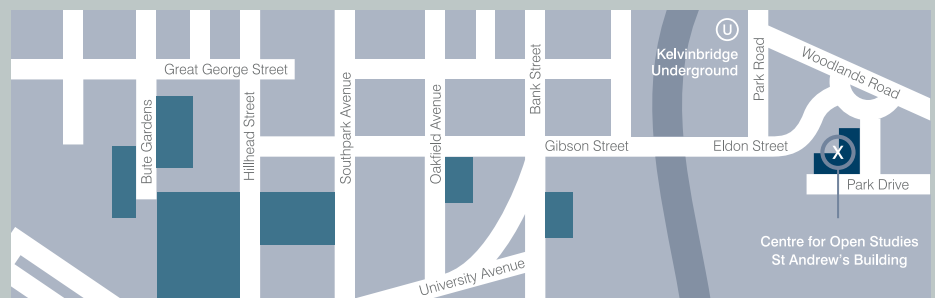 U
Kelvinbridge
Underground
Park Road
Woodlands Road
Great George Street
Bute Gardens
Hillhead Street
Southpark Avenue
Oakfield Avenue
Bank Street
Gibson Street
Eldon Street
X
Park Drive
University Avenue
Centre for Open Studies
St Andrew's Building